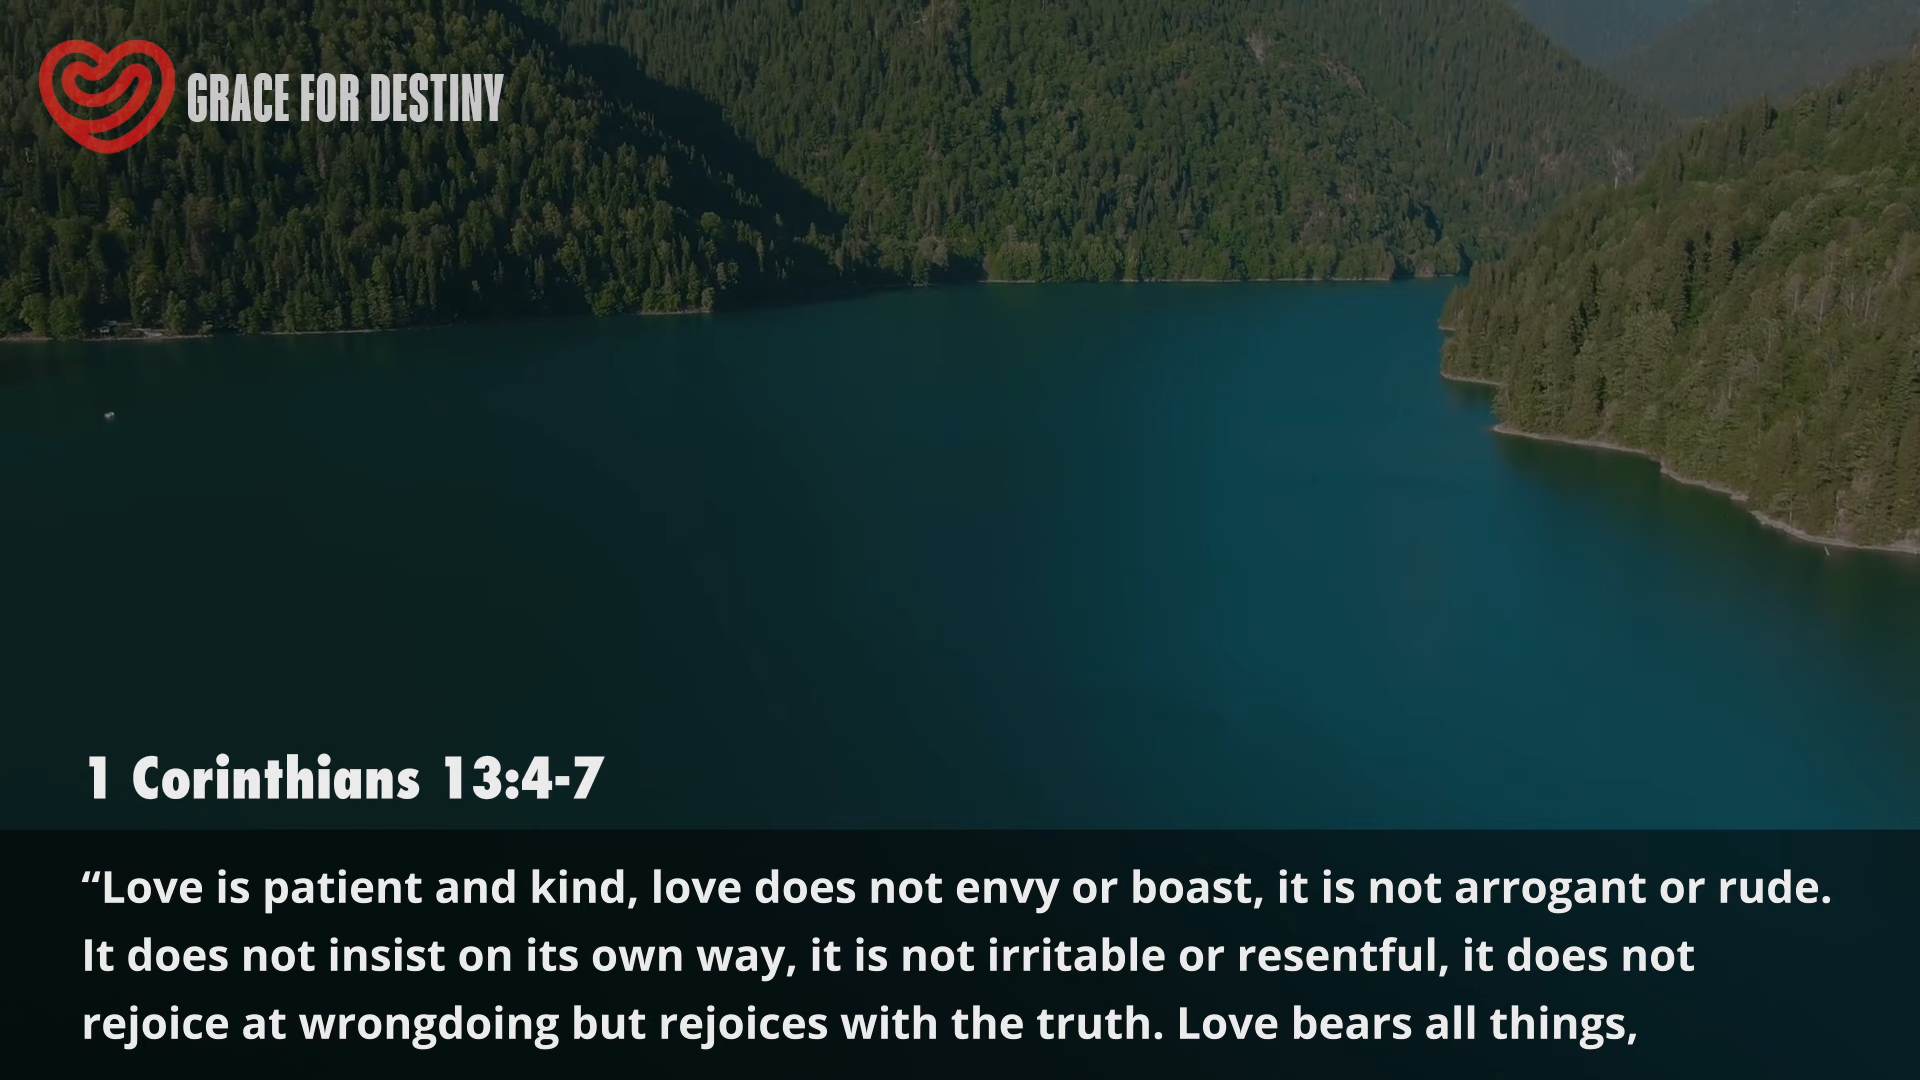 GRACE FOR DESTINY
1 Corinthians 13:4-7
“Love is patient and kind, love does not envy or boast, it is not arrogant or rude.
It does not insist on its own way, it is not irritable or resentful, it does not
rejoice at wrongdoing but rejoices with the truth. Love bears all things,